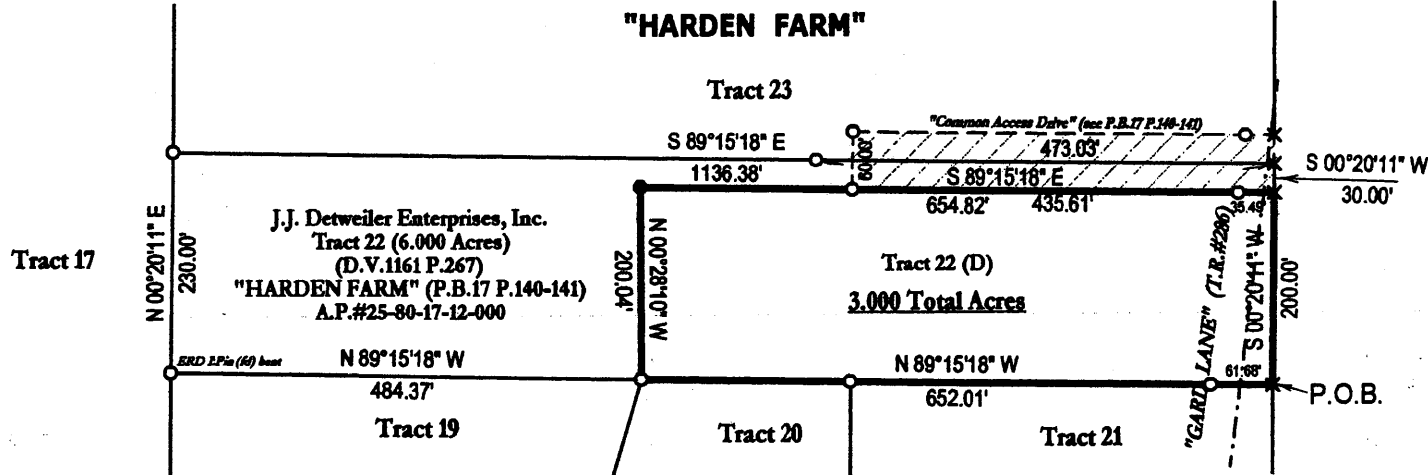 "HARDEN FARM"
Tract 23
"Common Access Drive" (see P.B.17 P.140-141)
S 89°15'18" E
1136.38'
473.03'
60.03'
S 00°20'11" W
30.00'
S 89°15'18" E
654.82'
435.61'
35.49'
Tract 17
N 00°20'11" E
230.00'
J.J. Detweiler Enterprises, Inc.
Tract 22 (6.000 Acres)
(D.V.1161 P.267)
"HARDEN FARM" (P.B.17 P.140-141)
A.P.#25-80-17-12-000
200.04'
N 00°28'10" W
Tract 22 (D)
3.000 Total Acres
"GARD LANE" (T.R.#286)
S 00°20'11" W
200.00'
ERD I.Pin (fd) bent
N 89°15'18" W
484.37'
N 89°15'18" W
652.01'
61.68'
P.O.B.
Tract 19
Tract 20
Tract 21